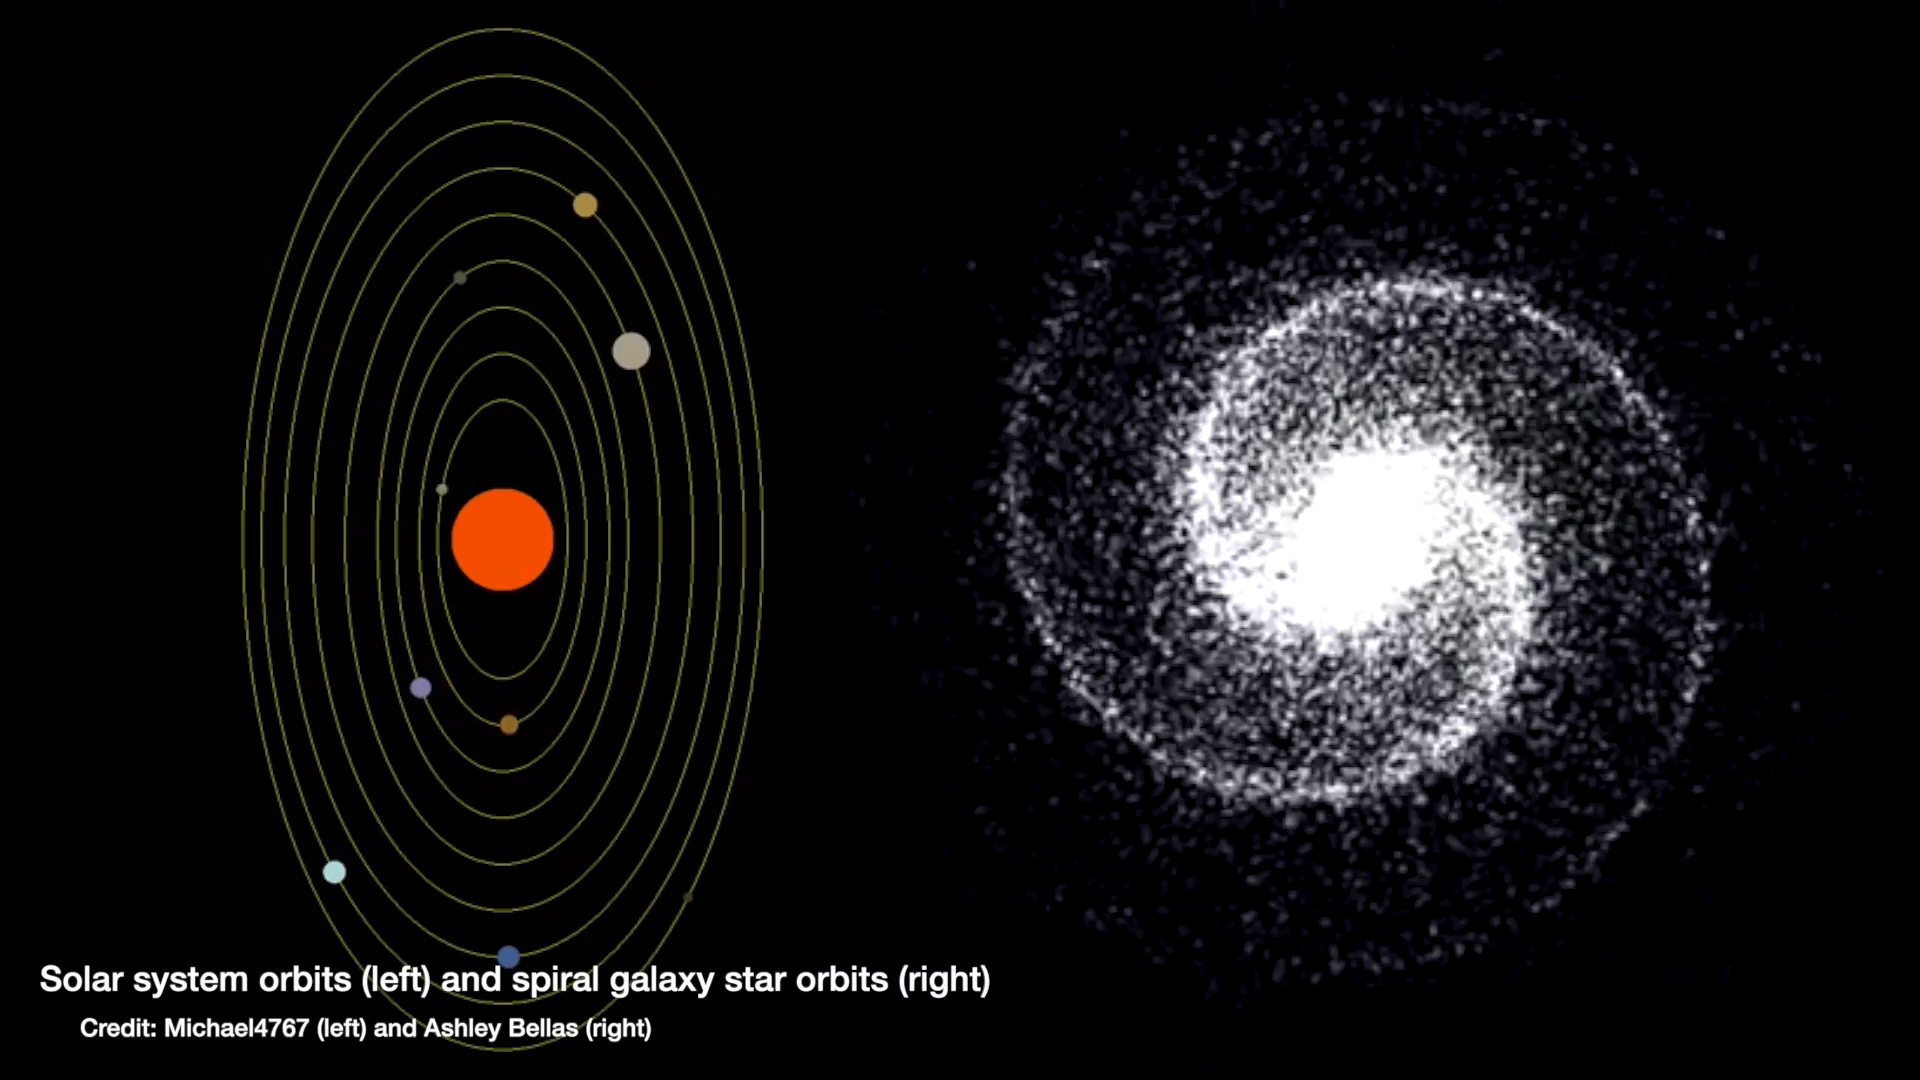 Solar system orbits (left) and spiral galaxy star orbits (right)
Credit: Michael4767 (left) and Ashley Bellas (right)